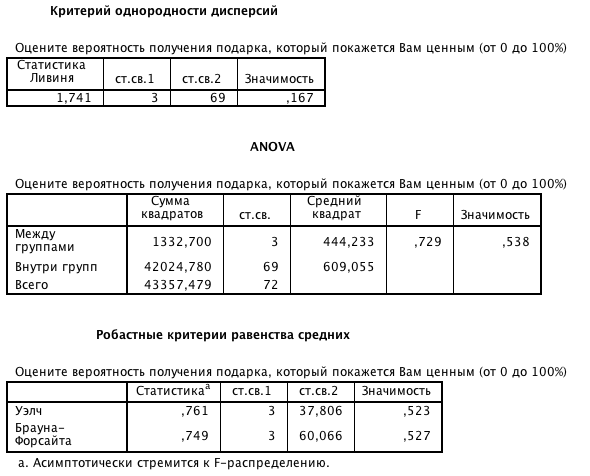 Критерий однородности дисперсий
Оцените вероятность получения подарка, который покажется Вам ценным (от 0 до 100%)
Статистика Ливиня ст.св.1 ст.св.2 Значимость
1,741 3 69 ,167
ANOVA
Оцените вероятность получения подарка, который покажется Вам ценным (от 0 до 100%)
Сумма квадратов ст.св. Средний квадрат F Значимость
Между группами 1332,700 3 444,233 ,729 ,538
Внутри групп 42024,780 69 609,055
Всего 43357,479 72
Робастные критерии равенства средних
Оцените вероятность получения подарка, который покажется Вам ценным (от 0 до 100%)
Статистикаa ст.св.1 ст.св.2 Значимость
Уэлч ,761 3 37,806 ,523
Брауна-Форсайта ,749 3 60,066 ,527
a. Асимптотически стремится к F-распределению.